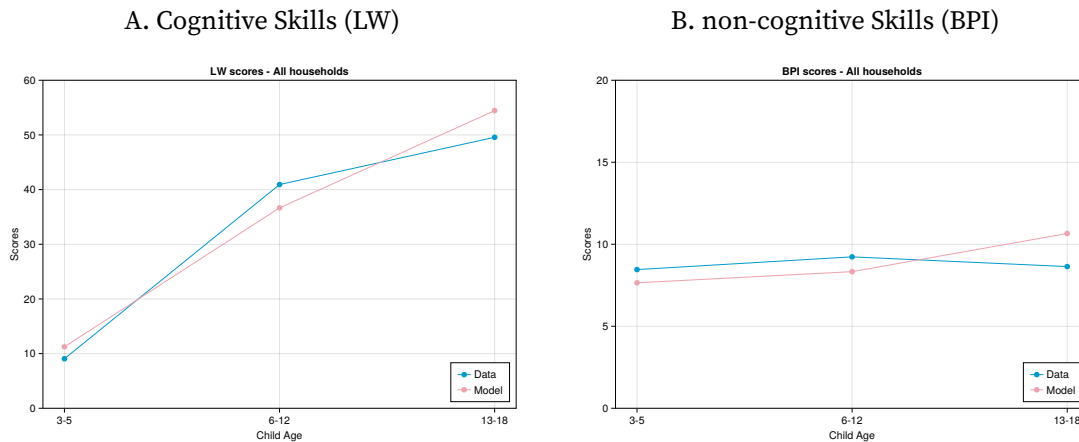 A. Cognitive Skills (LW)
LW scores - All households
Scores
60
50
40
30
20
10
0
3-5
6-12
13-18
Child Age
Data
Model
B. non-cognitive Skills (BPI)
BPI scores - All households
Scores
20
15
10
5
0
3-5
6-12
13-18
Child Age
Data
Model